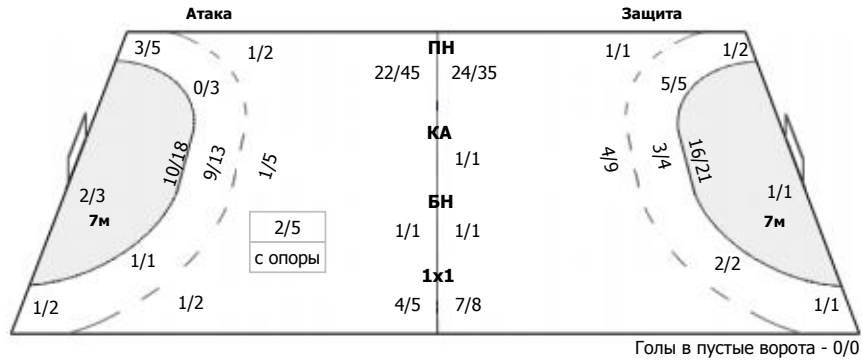 Атака Защита
3/5 1/2 ПН 1/1 1/2
22/45 24/35
0/3 5/5
КА
10/18 9/13 1/5 1/1 4/9 3/4 16/21
2/3 БН 1/1
7м 2/5 1/1 1/1 7м
с опоры
1/1 2/2
1x1
1/2 1/2 4/5 7/8 1/1
Голы в пустые ворота - 0/0